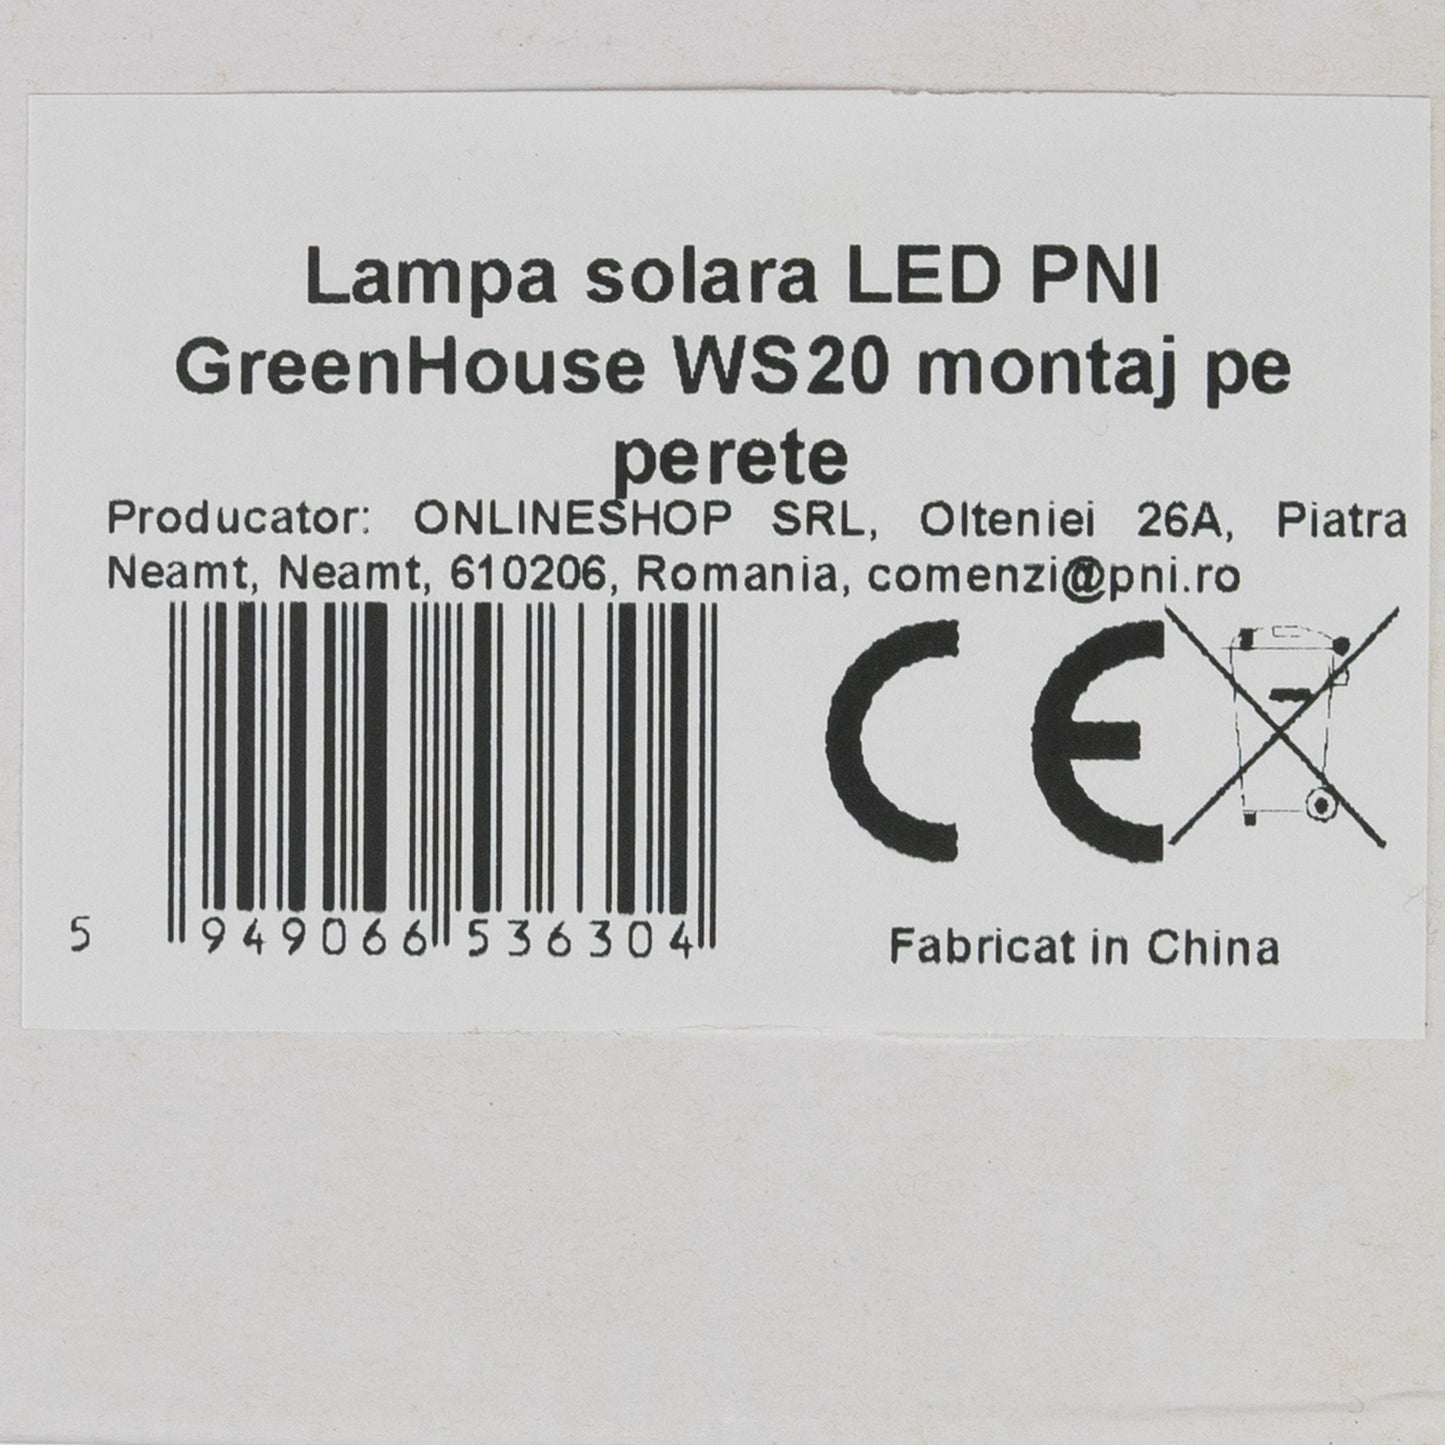 Lampa solara LED PNI
GreenHouse WS20 montaj pe
perete
Producator: ONLINESHOP SRL, Olteniei 26A, Piatra
Neamt, Neamt, 610206, Romania, comenzi@pni.ro
5 949066 536304
CE
Fabricat in China